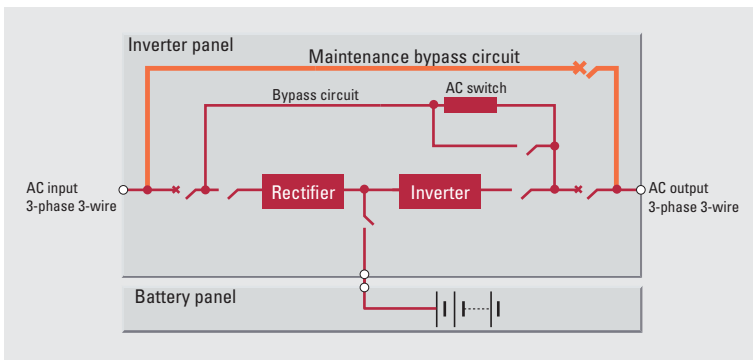 Inverter panel
Maintenance bypass circuit
Bypass circuit
AC switch
AC input
3-phase 3-wire
Rectifier
Inverter
AC output
3-phase 3-wire
Battery panel